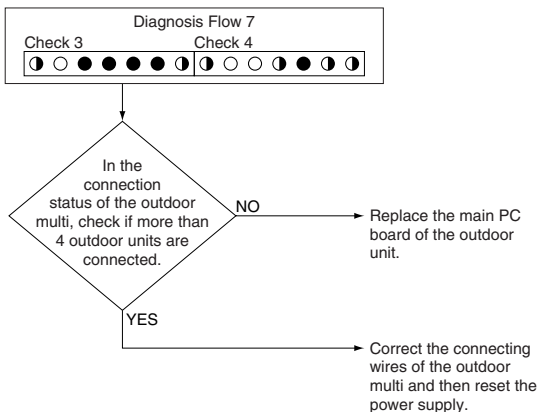 Diagnosis Flow 7
Check 3
Check 4
In the
connection
status of the outdoor
multi, check if more than
4 outdoor units are
connected.
NO
Replace the main PC
board of the outdoor
unit.
YES
Correct the connecting
wires of the outdoor
multi and then reset the
power supply.